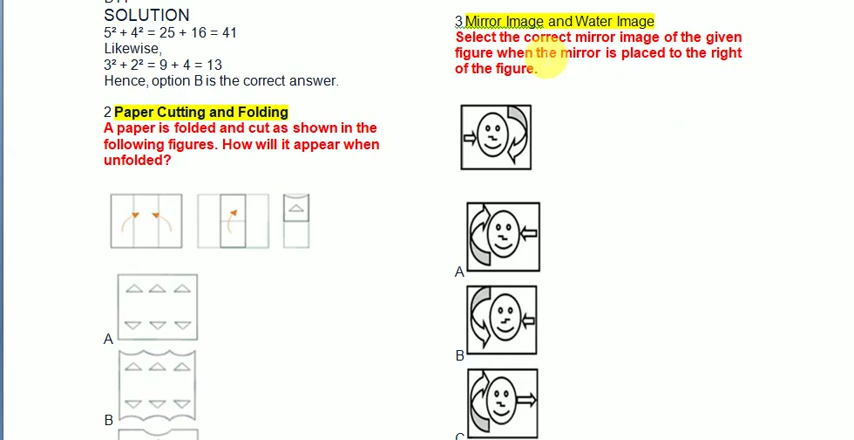 SOLUTION
5² + 4² = 25 + 16 = 41
Likewise,
3² + 2² = 9 + 4 = 13
Hence, option B is the correct answer.
2 Paper Cutting and Folding
A paper is folded and cut as shown in the
following figures. How will it appear when
unfolded?
A
B
3 Mirror Image and Water Image
Select the correct mirror image of the given
figure when the mirror is placed to the right
of the figure.
A
B
C